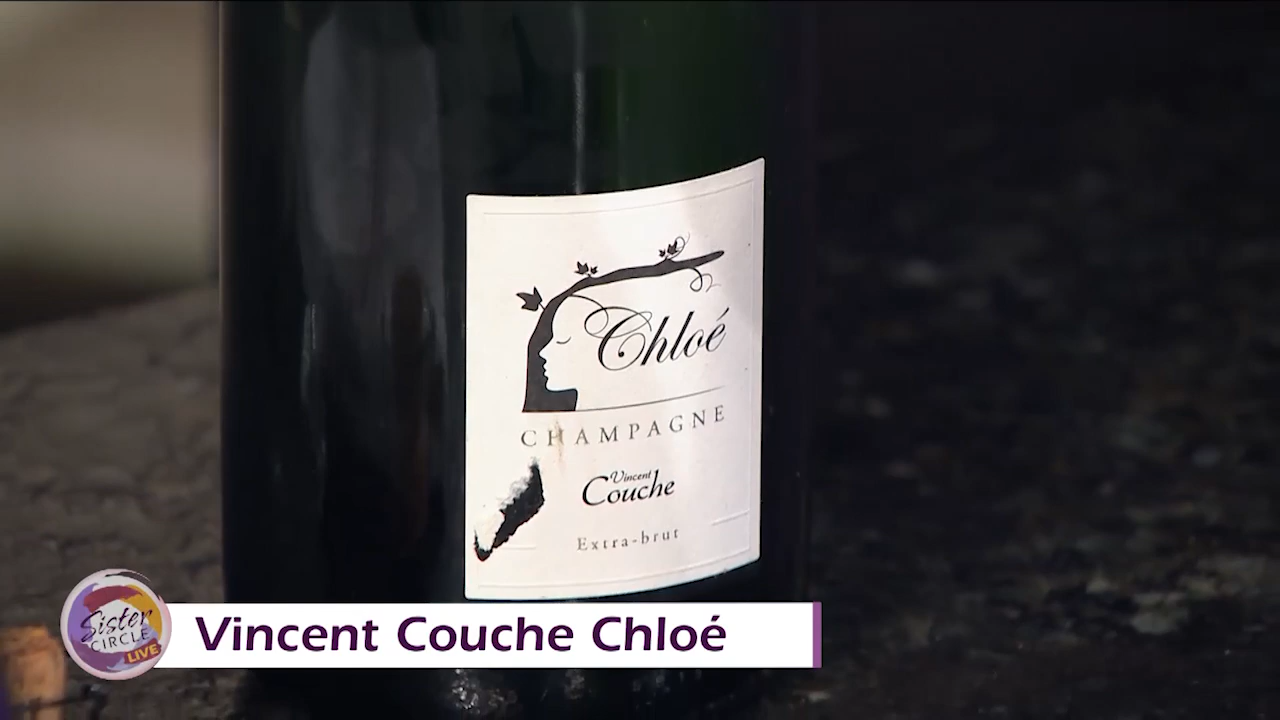 Chloé
CHAMPAGNE
Vincent
Couche
Extra-brut
Sister
CIRCLE
LIVE
Vincent Couche Chloé